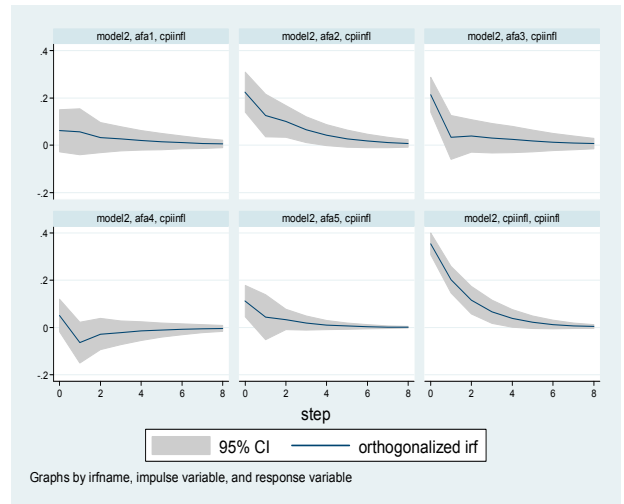 model2, afa1, cpiinfl
model2, afa2, cpiinfl
model2, afa3, cpiinfl
.4
.2
0
-.2
model2, afa4, cpiinfl
model2, afa5, cpiinfl
model2, cpiinfl, cpiinfl
.4
.2
0
-.2
0 2 4 6 8
0 2 4 6 8
0 2 4 6 8
step
95% CI
orthogonalized irf
Graphs by irfname, impulse variable, and response variable